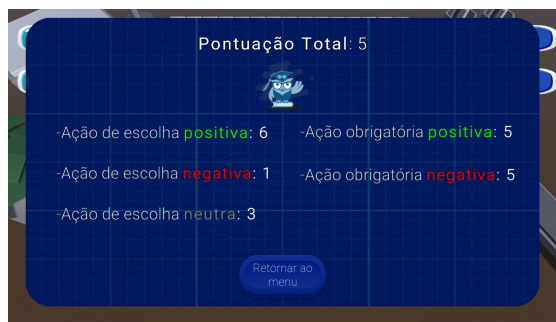 Pontuação Total: 5
-Ação de escolha positiva: 6
-Ação obrigatória positiva: 5
-Ação de escolha negativa: 1
-Ação obrigatória negativa: 5
-Ação de escolha neutra: 3
Retornar ao
menu